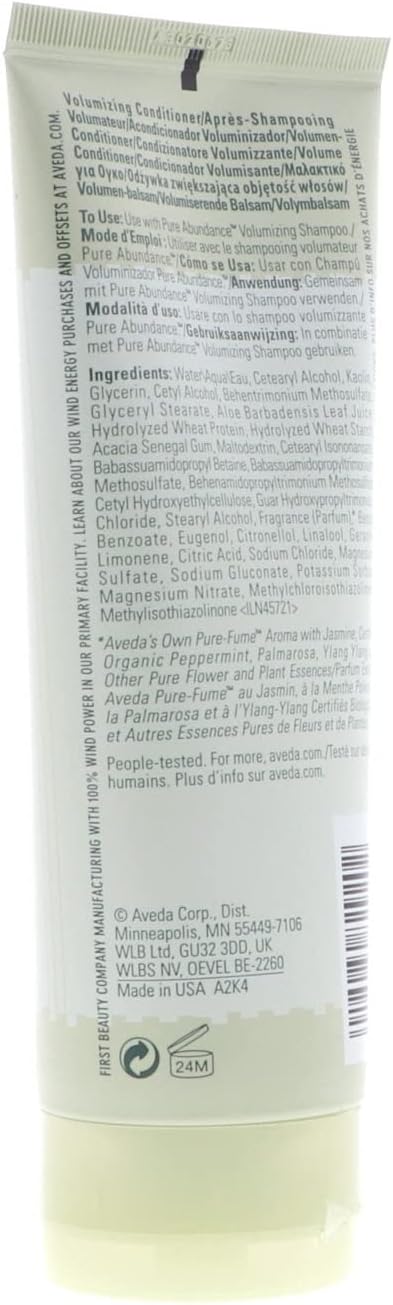 Volumizing Conditioner/Après-Shampooing
Volumateur/Acondicionador Voluminizador/Volumen-
Conditioner/Condizionatore Volumizzante/Volume
Conditioner/Condicionador Volumisante/Μαλακτικό
για Όγκο/Odżywka zwiększająca objętość włosów/
Volumen-balsam/Volumiserende Balsam/Volymbalsam
To Use: Use with Pure Abundance™ Volumizing Shampoo./
Mode d'Emploi: Utiliser avec le shampooing volumateur
Pure Abundance™/Cómo se Usa: Usar con Champú
Voluminizador Pure Abundance™/Anwendung: Gemeinsam
mit Pure Abundance™ Volumizing Shampoo verwenden./
Modalità d'uso: Usare con lo shampoo volumizzante
Pure Abundance™/Gebruiksaanwijzing: In combinatie
met Pure Abundance™ Volumizing Shampoo gebruiken.
Ingredients: Water\Aqua\Eau, Cetearyl Alcohol,
Glycerin, Cetyl Alcohol, Behentrimonium
Glyceryl Stearate, Aloe Barbadensis Leaf Juice
Hydrolyzed Wheat Protein, Hydrolyzed Wheat
Acacia Senegal Gum, Maltodextrin, Cetearyl
Babassuamidopropyl Betaine,
Methosulfate, Behenamidopropyltrimonium
Cetyl Hydroxyethylcellulose, Guar
Chloride, Stearyl Alcohol, Fragrance (Parfum),*
Benzoate, Eugenol, Citronellol, Linalool,
Limonene, Citric Acid, Sodium Chloride,
Sulfate, Sodium Gluconate, Potassium
Magnesium Nitrate,
Methylisothiazolinone <ILN45721>
*Aveda's Own Pure-Fume™ Aroma with Jasmine,
Organic Peppermint, Palmarosa, Ylang
Other Pure Flower and Plant Essences/Parfum
Aveda Pure-Fume™ au Jasmin, à la Menthe
la Palmarosa et à l'Ylang-Ylang Certifiés
et Autres Essences Pures de Fleurs et de
People-tested. For more, aveda.com./Testé sur
humains. Plus d'info sur aveda.com.
© Aveda Corp., Dist.
Minneapolis, MN 55449-7106
WLB Ltd, GU32 3DD, UK
WLBS NV, OEVEL BE-2260
Made in USA A2K4
24M
FIRST BEAUTY COMPANY MANUFACTURING WITH 100% WIND POWER IN OUR PRIMARY FACILITY. LEARN ABOUT OUR WIND ENERGY PURCHASES AND OFFSETS AT AVEDA.COM.
D'INFO SUR NOS ACHATS D'ÉNERGIE